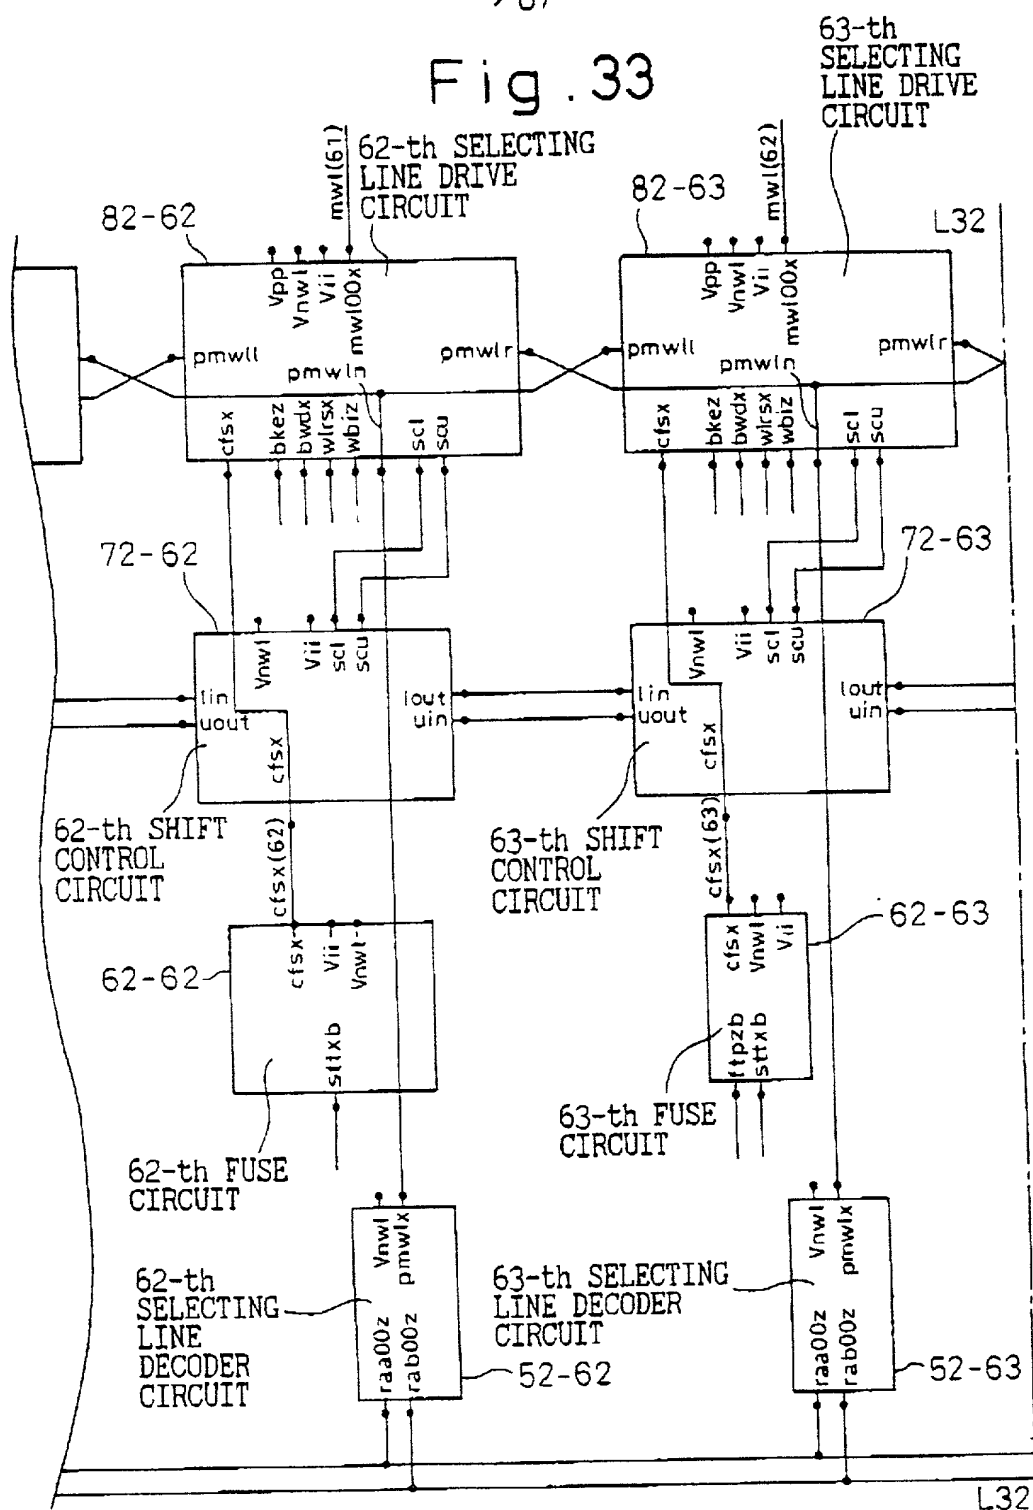 Fig.33
63-th
SELECTING
LINE DRIVE
CIRCUIT
mwl(61)
62-th SELECTING
LINE DRIVE
CIRCUIT
mwl(62)
82-62
82-63
L32
Vpp
Vnwl
Vii
mwl00x
pmwll
pmwlr
pmwln
cfsx
bkez
bwdx
wlrsx
wbiz
scl
scu
Vpp
Vnwl
Vii
mwl00x
pmwll
pmwlr
pmwln
cfsx
bkez
bwdx
wlrsx
wbiz
scl
scu
72-62
72-63
Vnwl
Vii
scl
scu
lin
uout
lout
uin
cfsx
Vnwl
Vii
scl
scu
lin
uout
lout
uin
cfsx
62-th SHIFT
CONTROL
CIRCUIT
cfsx(62)
63-th SHIFT
CONTROL
CIRCUIT
cfsx(63)
62-62
cfsx
Vii
Vnwl
sttxb
62-63
cfsx
Vnwl
Vii
ftpzb
sttxb
62-th FUSE
CIRCUIT
63-th FUSE
CIRCUIT
62-th
SELECTING
LINE
DECODER
CIRCUIT
Vnwl
pmwlx
raa00z
rab00z
52-62
63-th SELECTING
LINE DECODER
CIRCUIT
Vnwl
pmwlx
raa00z
rab00z
52-63
L32